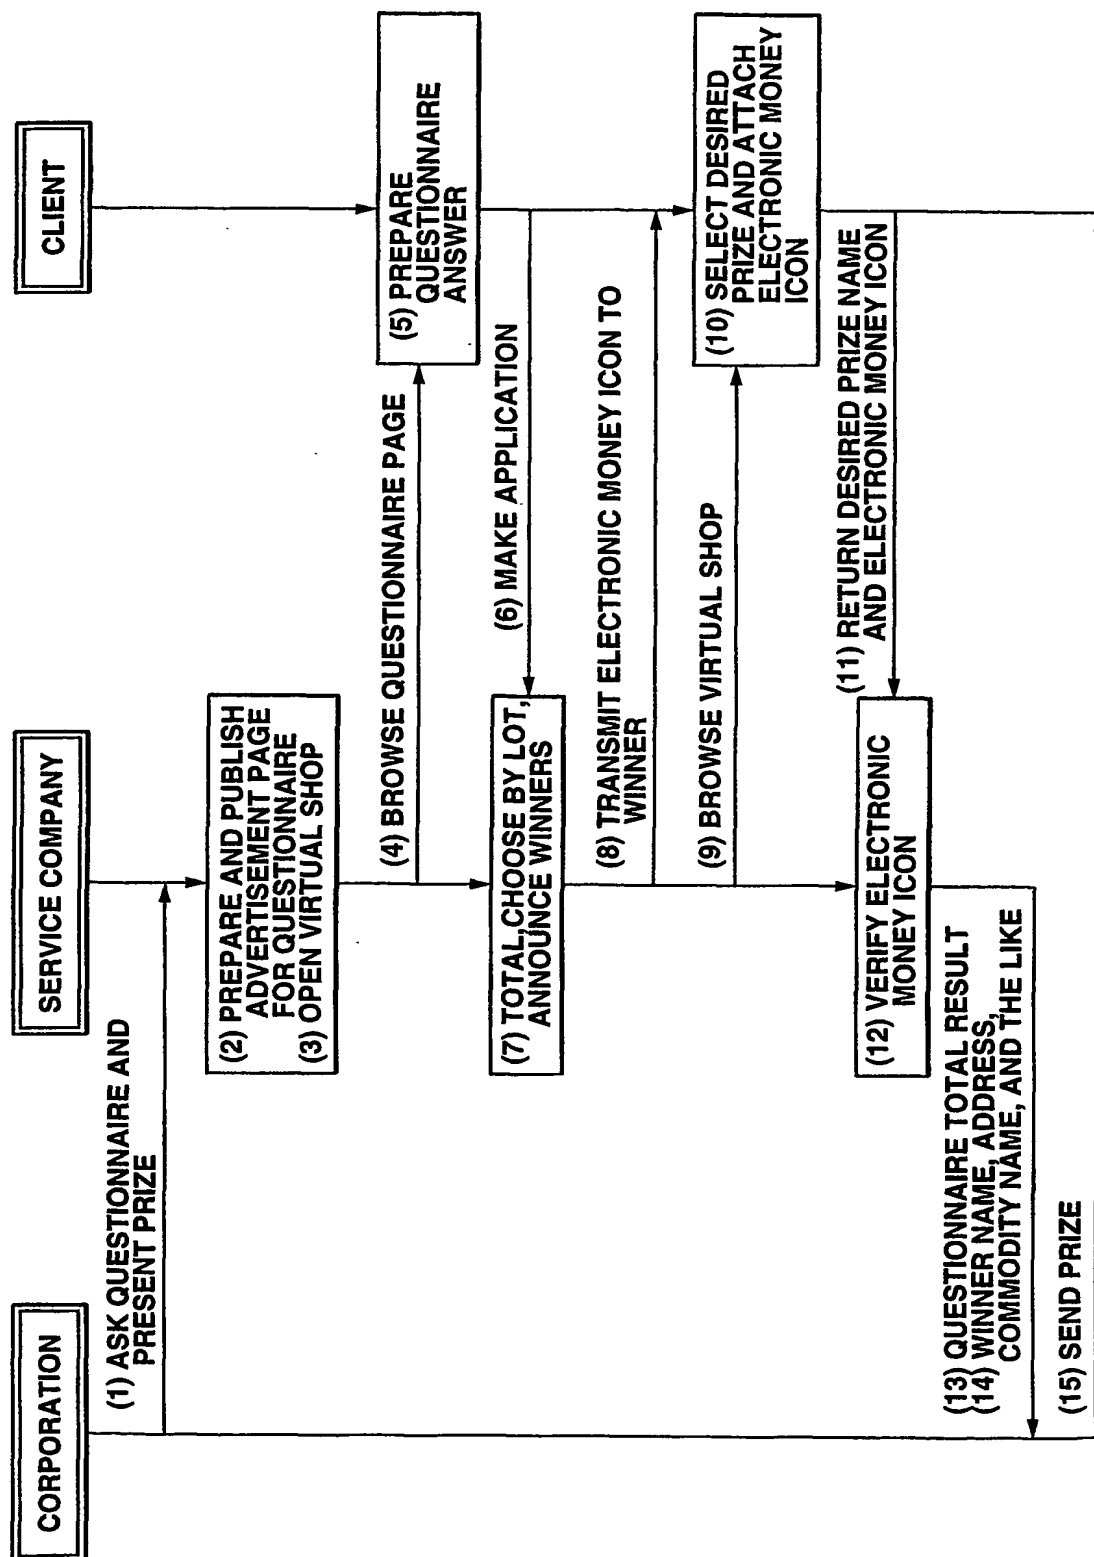 CORPORATION
SERVICE COMPANY
CLIENT
(1) ASK QUESTIONNAIRE AND
PRESENT PRIZE
(2) PREPARE AND PUBLISH
ADVERTISEMENT PAGE
FOR QUESTIONNAIRE
(3) OPEN VIRTUAL SHOP
(4) BROWSE QUESTIONNAIRE PAGE
(5) PREPARE
QUESTIONNAIRE
ANSWER
(6) MAKE APPLICATION
(7) TOTAL,CHOOSE BY LOT,
ANNOUNCE WINNERS
(8) TRANSMIT ELECTRONIC MONEY ICON TO
WINNER
(9) BROWSE VIRTUAL SHOP
(10) SELECT DESIRED
PRIZE AND ATTACH
ELECTRONIC MONEY
ICON
(11) RETURN DESIRED PRIZE NAME
AND ELECTRONIC MONEY ICON
(12) VERIFY ELECTRONIC
MONEY ICON
(13) QUESTIONNAIRE TOTAL RESULT
(14) WINNER NAME, ADDRESS,
COMMODITY NAME, AND THE LIKE
(15) SEND PRIZE